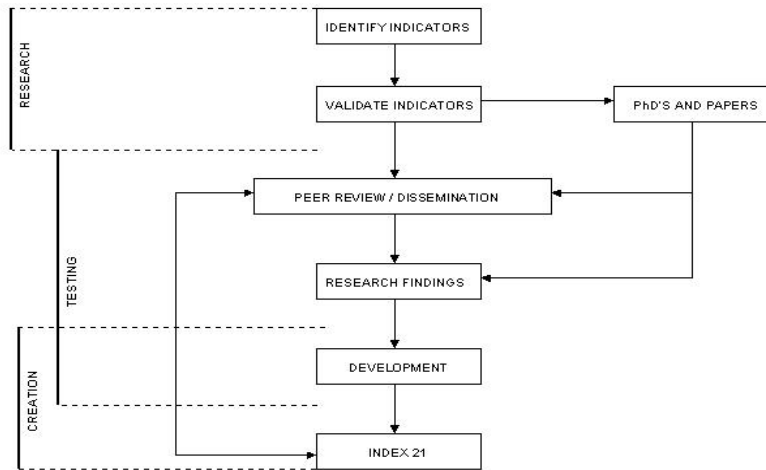 IDENTIFY INDICATORS
RESEARCH
VALIDATE INDICATORS
PhD'S AND PAPERS
PEER REVIEW / DISSEMINATION
TESTING
RESEARCH FINDINGS
DEVELOPMENT
CREATION
INDEX 21